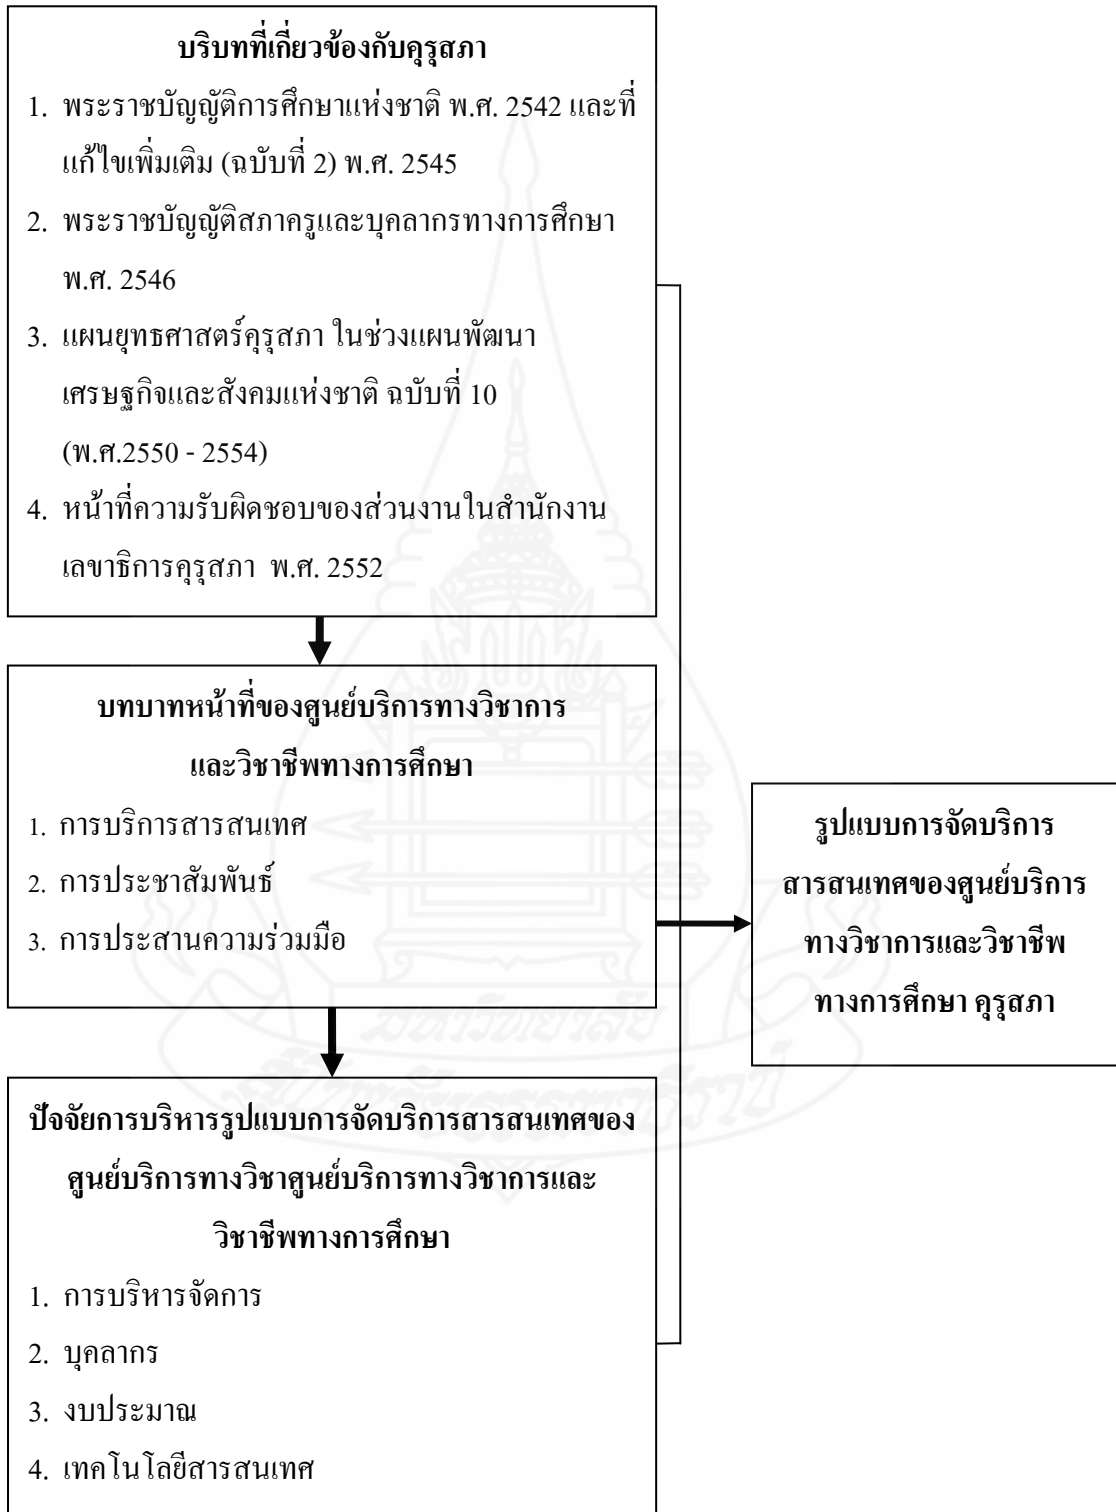 บริบทที่เกี่ยวข้องกับคุรุสภา
1. พระราชบัญญัติการศึกษาแห่งชาติ พ.ศ. 2542 และที่
แก้ไขเพิ่มเติม (ฉบับที่ 2) พ.ศ. 2545
2. พระราชบัญญัติสภาครูและบุคลากรทางการศึกษา
พ.ศ. 2546
3. แผนยุทธศาสตร์คุรุสภา ในช่วงแผนพัฒนา
เศรษฐกิจและสังคมแห่งชาติ ฉบับที่ 10
(พ.ศ.2550 - 2554)
4. หน้าที่ความรับผิดชอบของส่วนงานในสำนักงาน
เลขาธิการคุรุสภา พ.ศ. 2552
บทบาทหน้าที่ของศูนย์บริการทางวิชาการ
และวิชาชีพทางการศึกษา
1. การบริการสารสนเทศ
2. การประชาสัมพันธ์
3. การประสานความร่วมมือ
รูปแบบการจัดบริการ
สารสนเทศของศูนย์บริการ
ทางวิชาการและวิชาชีพ
ทางการศึกษา คุรุสภา
มหาวิทยาลัย
สุโขทัยธรรมาธิราช
ปัจจัยการบริหารรูปแบบการจัดบริการสารสนเทศของ
ศูนย์บริการทางวิชาศูนย์บริการทางวิชาการและ
วิชาชีพทางการศึกษา
1. การบริหารจัดการ
2. บุคลากร
3. งบประมาณ
4. เทคโนโลยีสารสนเทศ